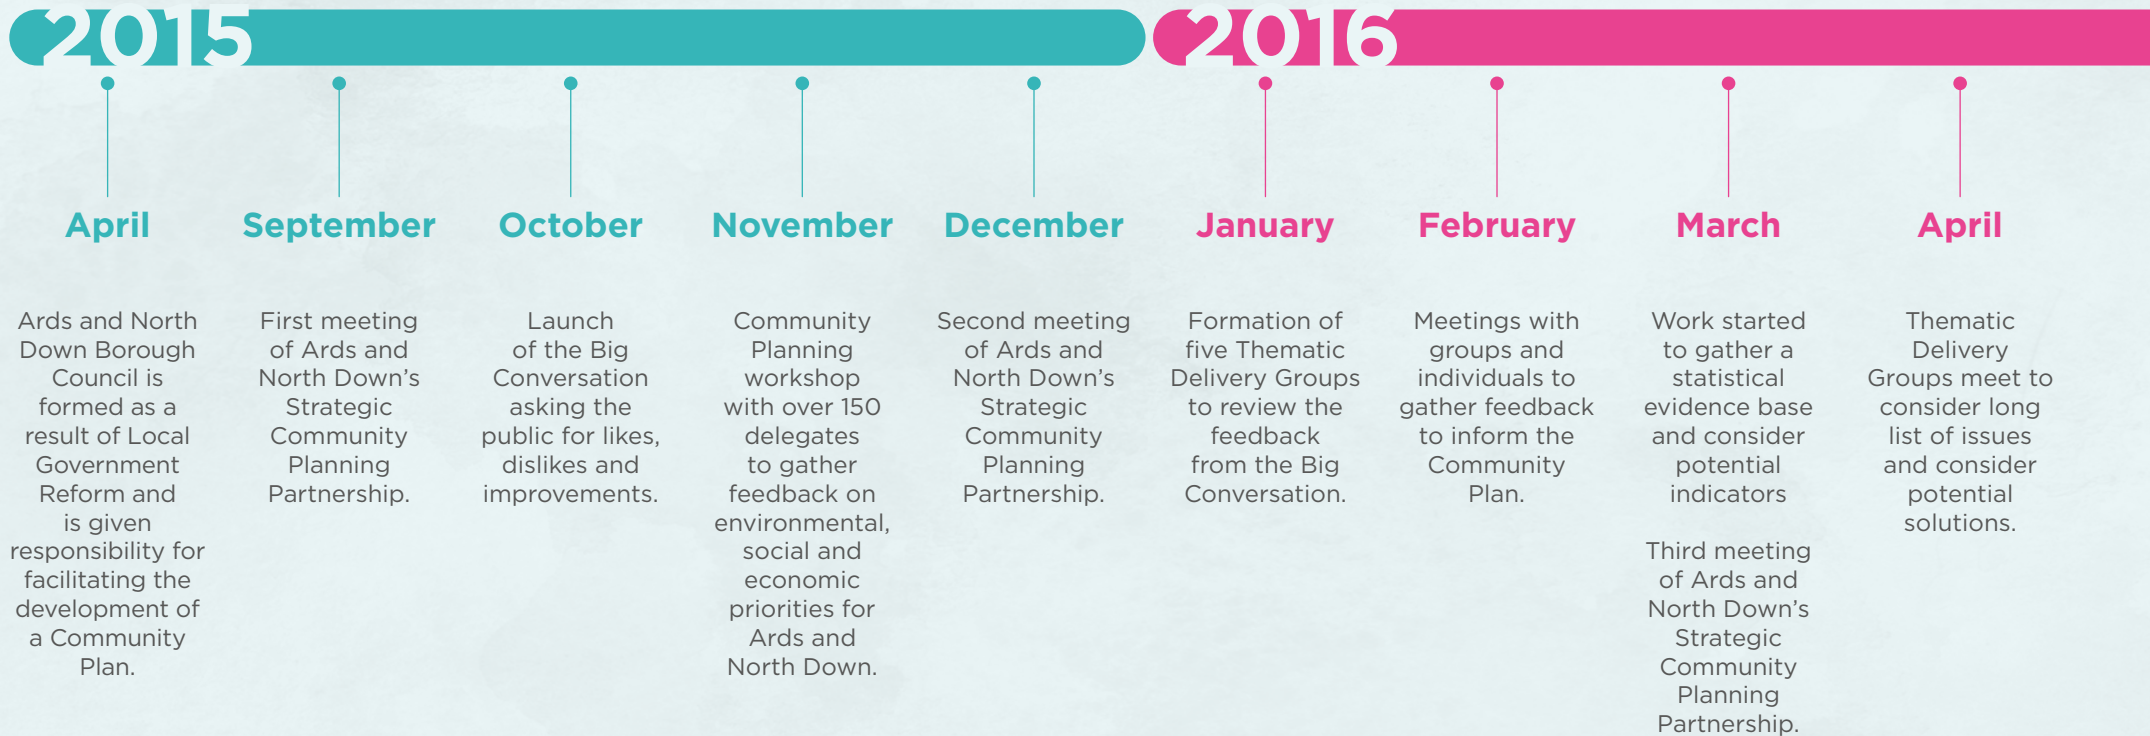 2015
April
Ards and North
Down Borough
Council is
formed as a
result of Local
Government
Reform and
is given
responsibility for
facilitating the
development of
a Community
Plan.
September
First meeting
of Ards and
North Down’s
Strategic
Community
Planning
Partnership.
October
Launch
of the Big
Conversation
asking the
public for likes,
dislikes and
improvements.
November
Community
Planning
workshop
with over 150
delegates
to gather
feedback on
environmental,
social and
economic
priorities for
Ards and
North Down.
December
Second meeting
of Ards and
North Down’s
Strategic
Community
Planning
Partnership.
2016
January
Formation of
five Thematic
Delivery Groups
to review the
feedback
from the Big
Conversation.
February
Meetings with
groups and
individuals to
gather feedback
to inform the
Community
Plan.
March
Work started
to gather a
statistical
evidence base
and consider
potential
indicators
Third meeting
of Ards and
North Down’s
Strategic
Community
Planning
Partnership.
April
Thematic
Delivery
Groups meet to
consider long
list of issues
and consider
potential
solutions.